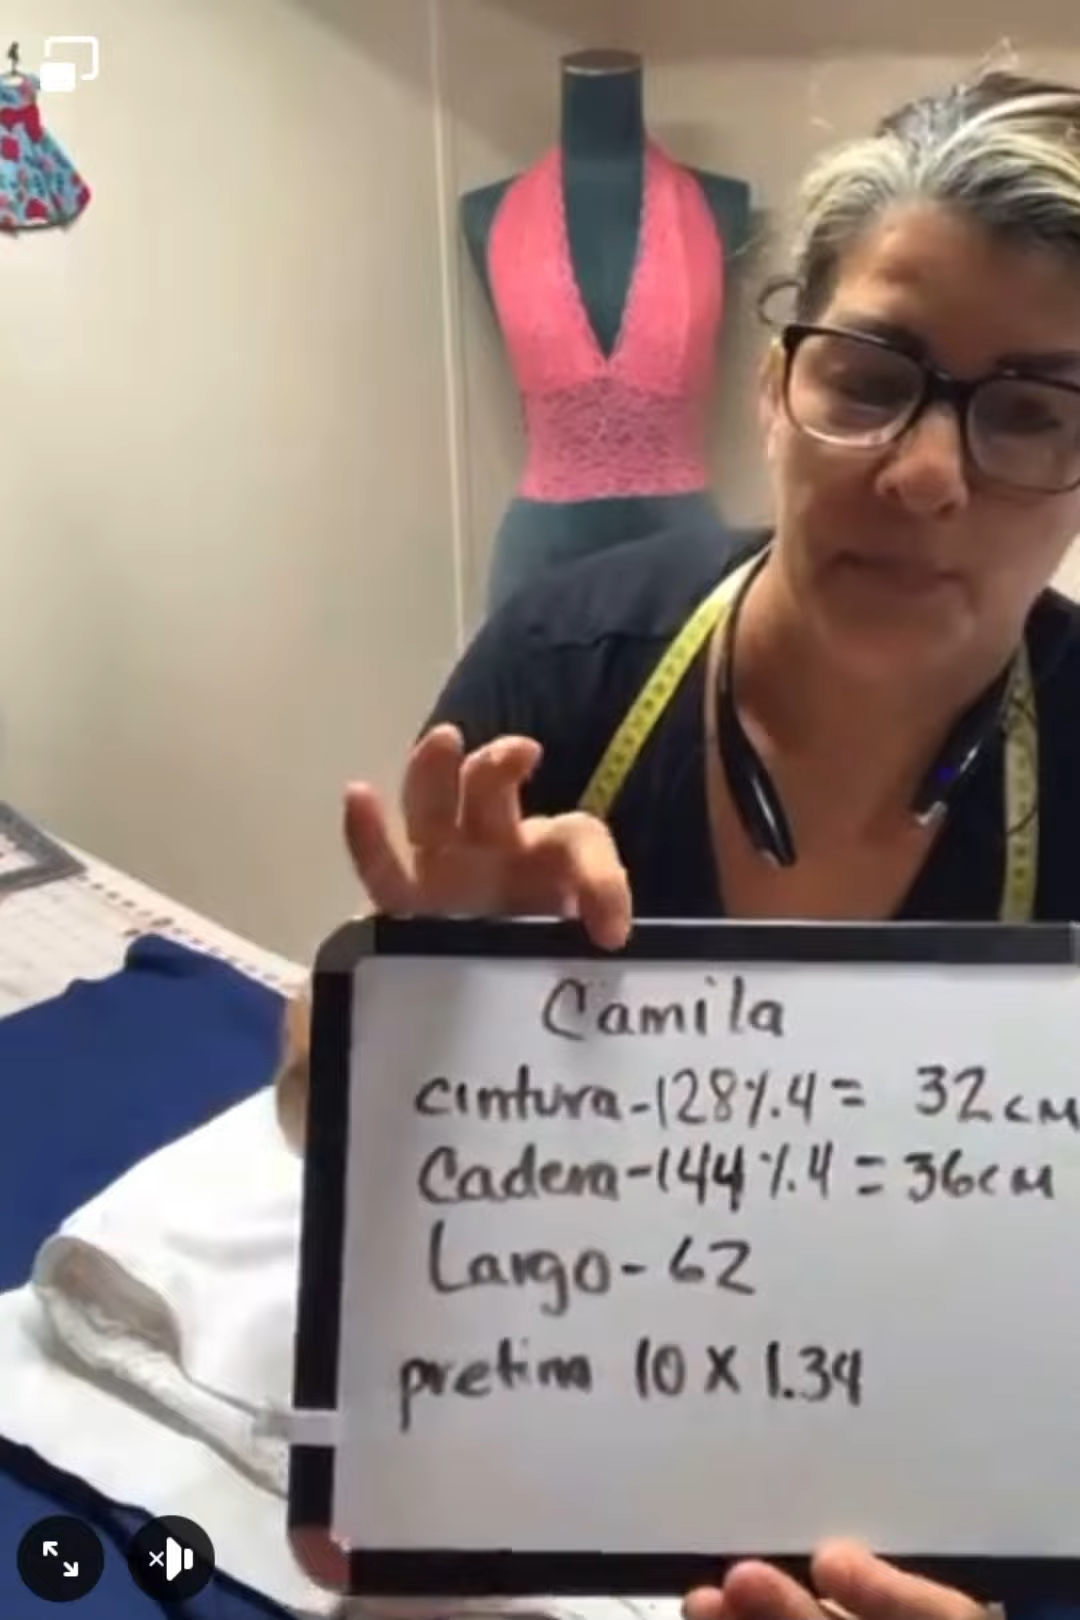 Camila
cintura-128%.4= 32cm
Cadera-144%.4=36cm
Largo-62
pretina 10 X 1.34